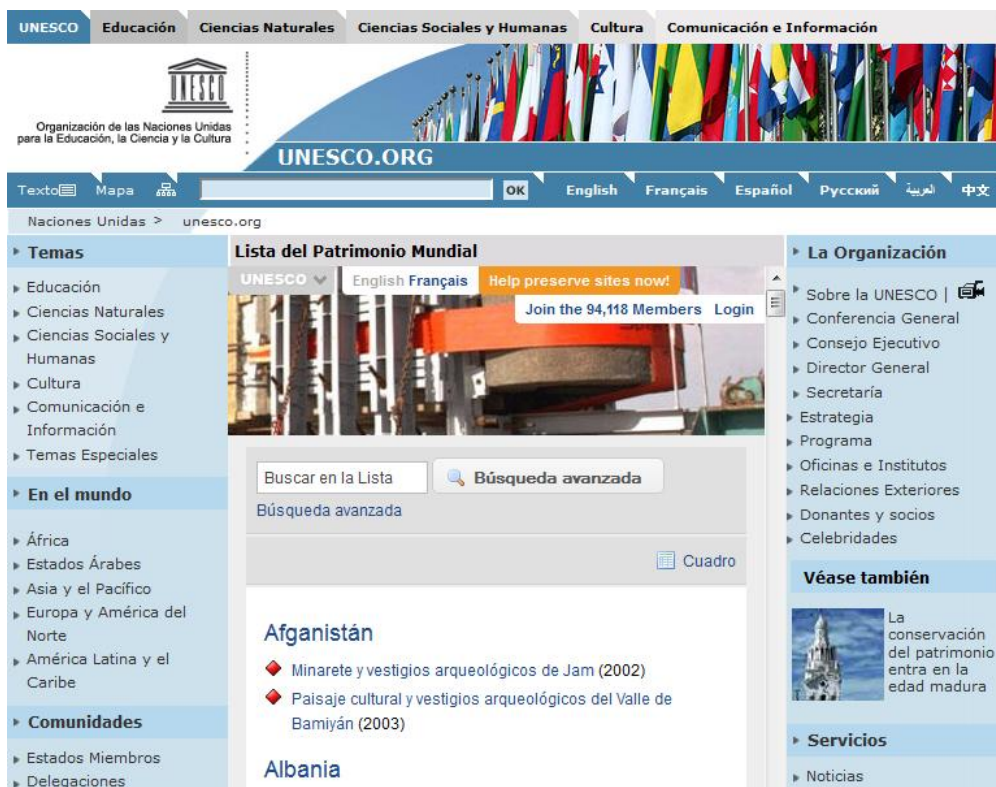 UNESCO Educación Ciencias Naturales Ciencias Sociales y Humanas Cultura Comunicación e Información
UNESCO
Organización de las Naciones Unidas
para la Educación, la Ciencia y la Cultura
UNESCO.ORG
Texto Mapa OK English Français Español Русский العربية 中文
Naciones Unidas > unesco.org
Temas
Educación
Ciencias Naturales
Ciencias Sociales y
Humanas
Cultura
Comunicación e
Información
Temas Especiales
En el mundo
África
Estados Árabes
Asia y el Pacífico
Europa y América del
Norte
América Latina y el
Caribe
Comunidades
Estados Miembros
Delegaciones
Lista del Patrimonio Mundial
UNESCO English Français Help preserve sites now!
Join the 94,118 Members Login
Buscar en la Lista Búsqueda avanzada
Búsqueda avanzada
Cuadro
Afganistán
Minarete y vestigios arqueológicos de Jam (2002)
Paisaje cultural y vestigios arqueológicos del Valle de
Bamiyán (2003)
Albania
La Organización
Sobre la UNESCO |
Conferencia General
Consejo Ejecutivo
Director General
Secretaría
Estrategia
Programa
Oficinas e Institutos
Relaciones Exteriores
Donantes y socios
Celebridades
Véase también
La
conservación
del patrimonio
entra en la
edad madura
Servicios
Noticias